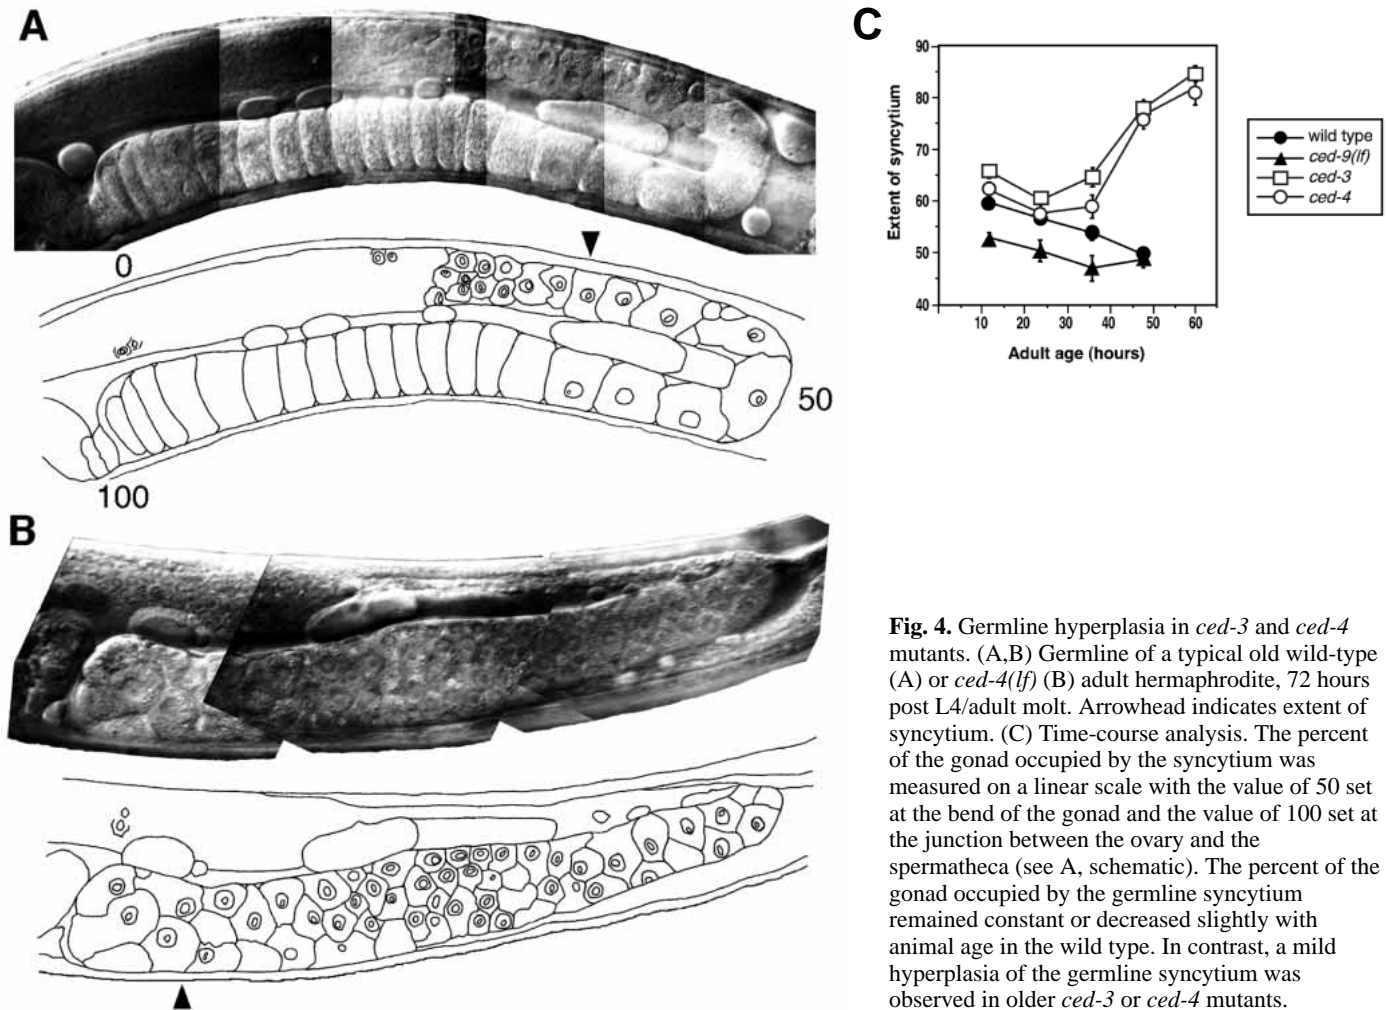 A
0
50
100
B
C
90
80
70
60
50
40
Extent of syncytium
10 20 30 40 50 60
Adult age (hours)
wild type
ced-9(lf)
ced-3
ced-4
Fig. 4. Germline hyperplasia in ced-3 and ced-4
mutants. (A,B) Germline of a typical old wild-type
(A) or ced-4(lf) (B) adult hermaphrodite, 72 hours
post L4/adult molt. Arrowhead indicates extent of
syncytium. (C) Time-course analysis. The percent
of the gonad occupied by the syncytium was
measured on a linear scale with the value of 50 set
at the bend of the gonad and the value of 100 set at
the junction between the ovary and the
spermatheca (see A, schematic). The percent of the
gonad occupied by the germline syncytium
remained constant or decreased slightly with
animal age in the wild type. In contrast, a mild
hyperplasia of the germline syncytium was
observed in older ced-3 or ced-4 mutants.